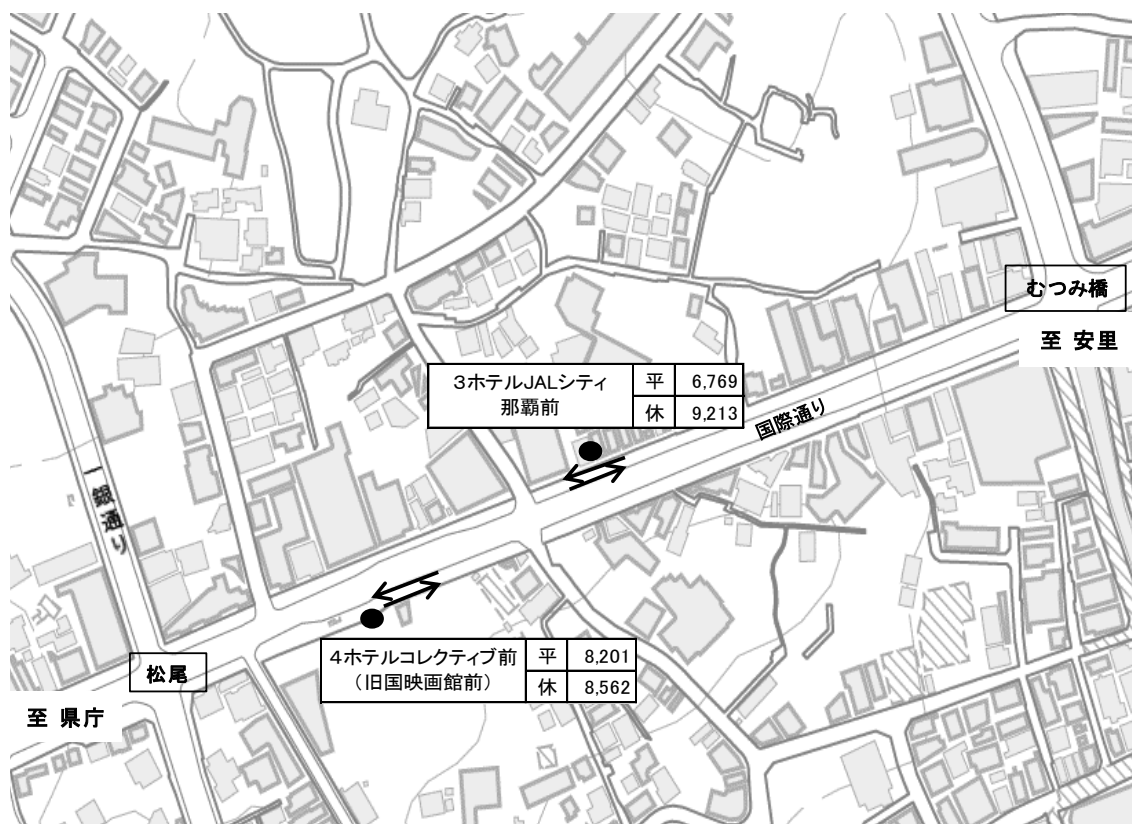 むつみ橋
至 安里
3ホテルJALシティ
那覇前
平 6,769
休 9,213
国際通り
一銀通り
4ホテルコレクティブ前
(旧国映画館前)
平 8,201
休 8,562
松尾
至 県庁